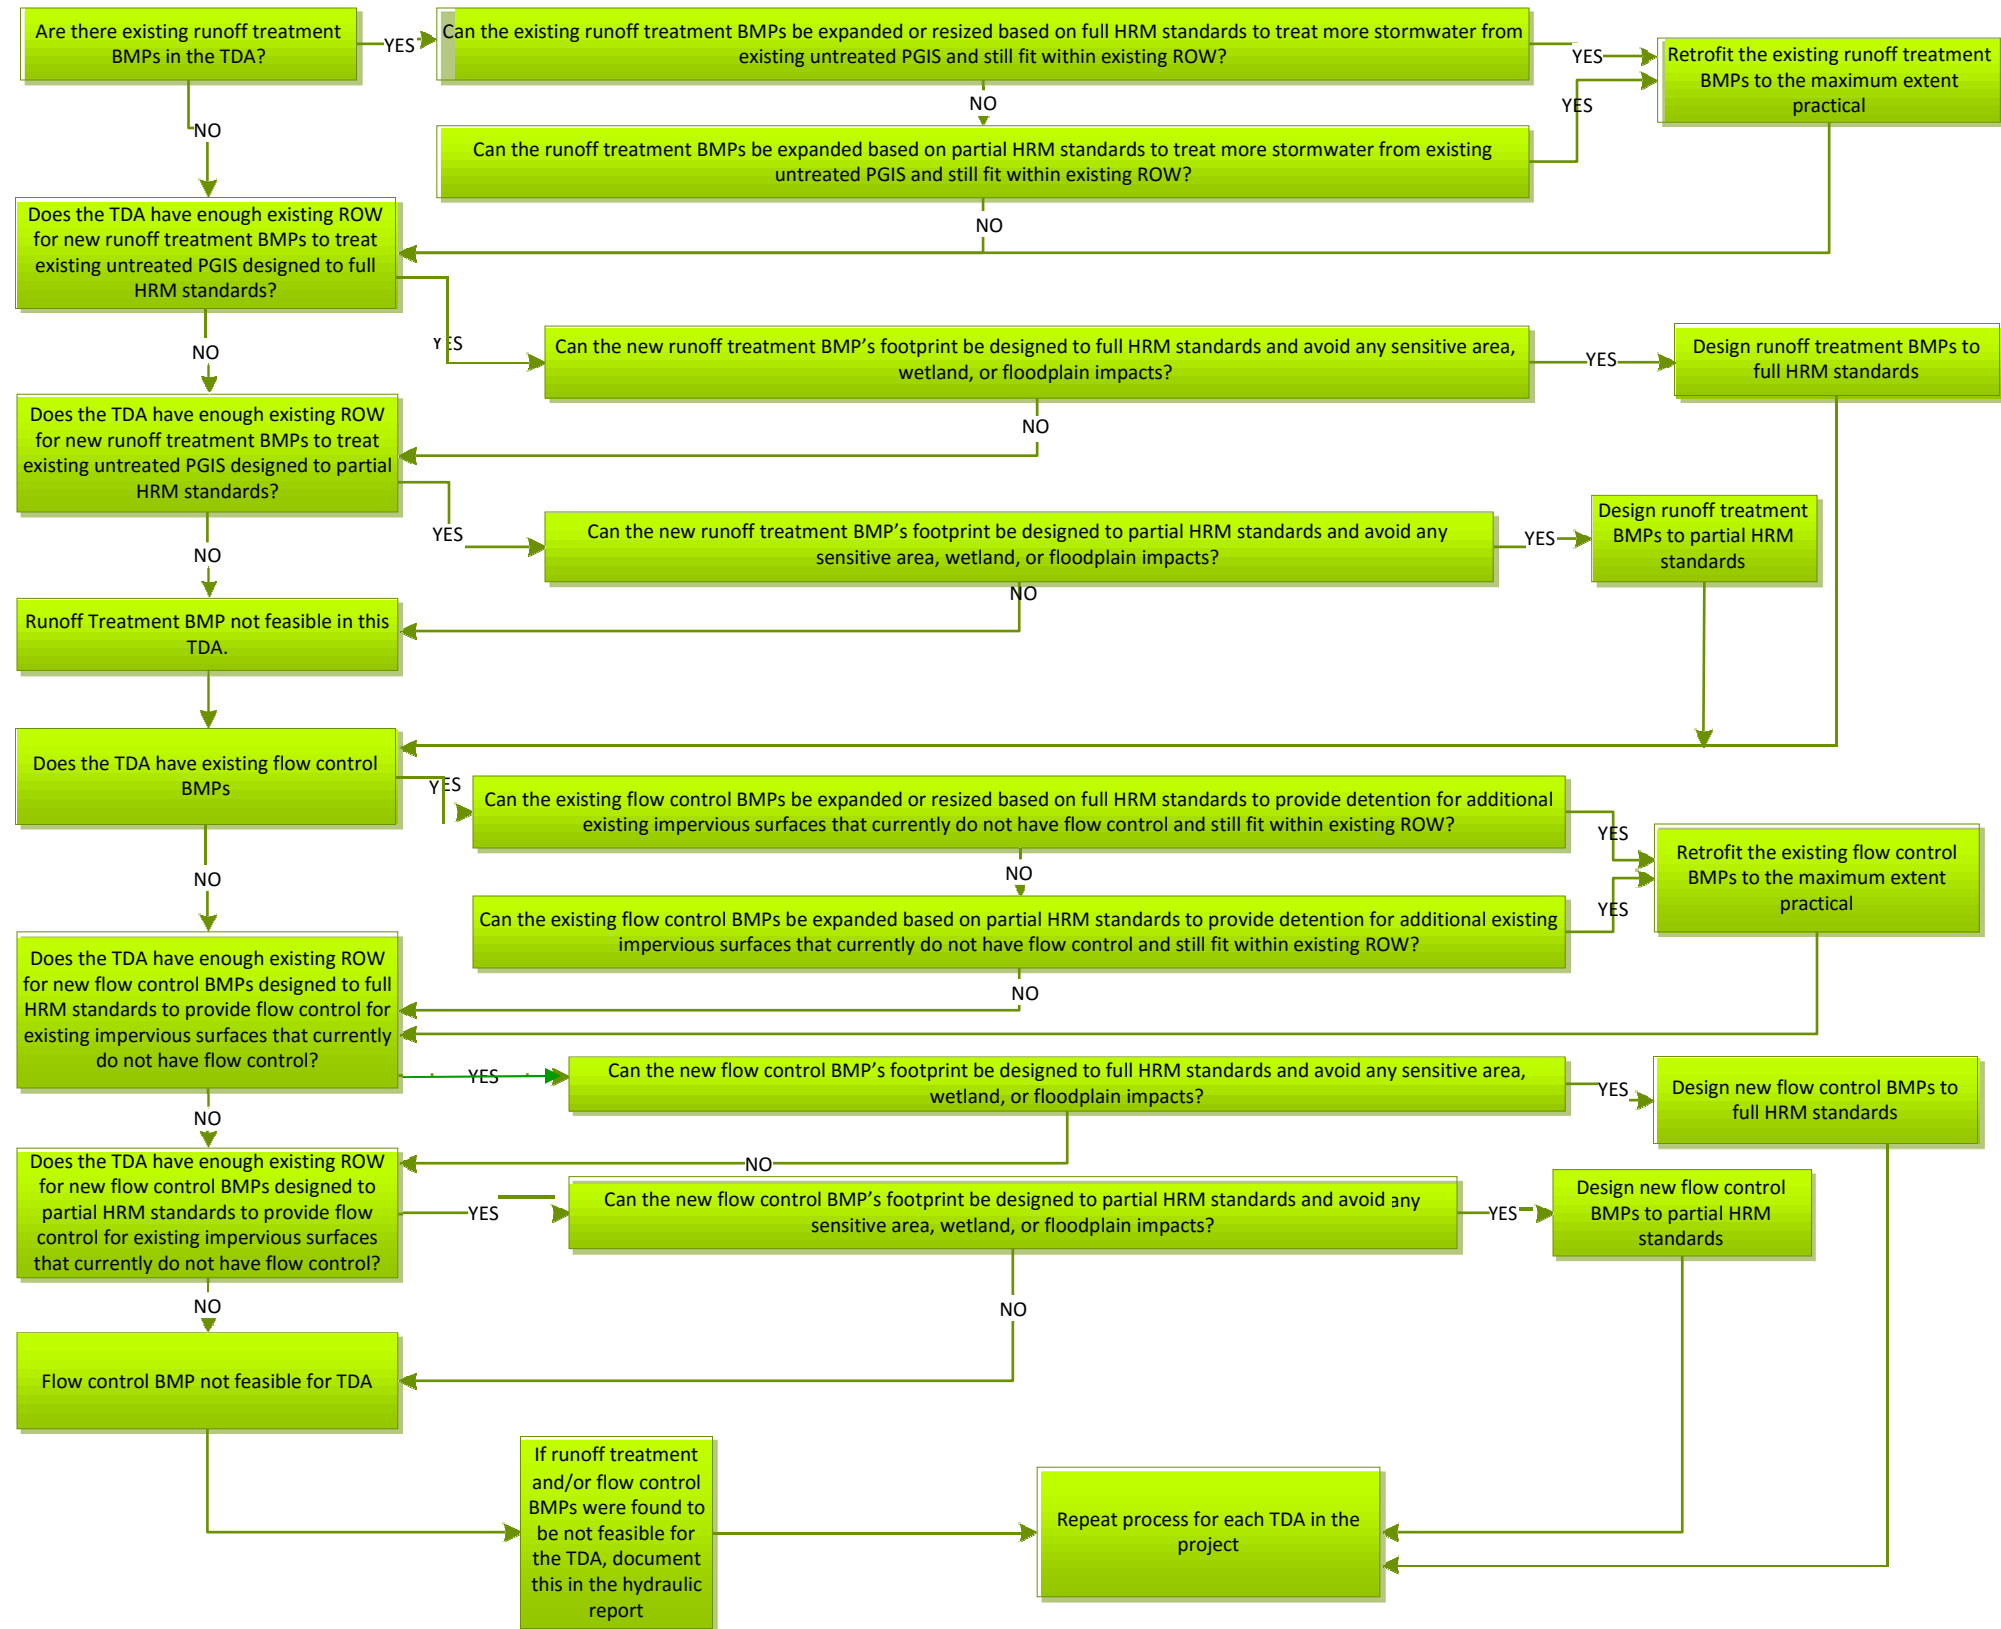 Are there existing runoff treatment
BMPs in the TDA?
YES
Can the existing runoff treatment BMPs be expanded or resized based on full HRM standards to treat more stormwater from
existing untreated PGIS and still fit within existing ROW?
YES
Retrofit the existing runoff treatment
BMPs to the maximum extent
practical
NO
YES
NO
Can the runoff treatment BMPs be expanded based on partial HRM standards to treat more stormwater from existing
untreated PGIS and still fit within existing ROW?
NO
Does the TDA have enough existing ROW
for new runoff treatment BMPs to treat
existing untreated PGIS designed to full
HRM standards?
YES
NO
Can the new runoff treatment BMP’s footprint be designed to full HRM standards and avoid any sensitive area,
wetland, or floodplain impacts?
YES
Design runoff treatment BMPs to
full HRM standards
NO
Does the TDA have enough existing ROW
for new runoff treatment BMPs to treat
existing untreated PGIS designed to partial
HRM standards?
YES
NO
Can the new runoff treatment BMP’s footprint be designed to partial HRM standards and avoid any
sensitive area, wetland, or floodplain impacts?
YES
Design runoff treatment
BMPs to partial HRM
standards
NO
Runoff Treatment BMP not feasible in this
TDA.
Does the TDA have existing flow control
BMPs
YES
Can the existing flow control BMPs be expanded or resized based on full HRM standards to provide detention for additional
existing impervious surfaces that currently do not have flow control and still fit within existing ROW?
YES
Retrofit the existing flow control
BMPs to the maximum extent
practical
NO
NO
YES
Can the existing flow control BMPs be expanded based on partial HRM standards to provide detention for additional existing
impervious surfaces that currently do not have flow control and still fit within existing ROW?
NO
Does the TDA have enough existing ROW
for new flow control BMPs designed to full
HRM standards to provide flow control for
existing impervious surfaces that currently
do not have flow control?
YES
Can the new flow control BMP’s footprint be designed to full HRM standards and avoid any sensitive area,
wetland, or floodplain impacts?
YES
Design new flow control BMPs to
full HRM standards
NO
NO
Does the TDA have enough existing ROW
for new flow control BMPs designed to
partial HRM standards to provide flow
control for existing impervious surfaces
that currently do not have flow control?
YES
Can the new flow control BMP’s footprint be designed to partial HRM standards and avoid any
sensitive area, wetland, or floodplain impacts?
YES
Design new flow control
BMPs to partial HRM
standards
NO
NO
Flow control BMP not feasible for TDA
If runoff treatment
and/or flow control
BMPs were found to
be not feasible for
the TDA, document
this in the hydraulic
report
Repeat process for each TDA in the
project